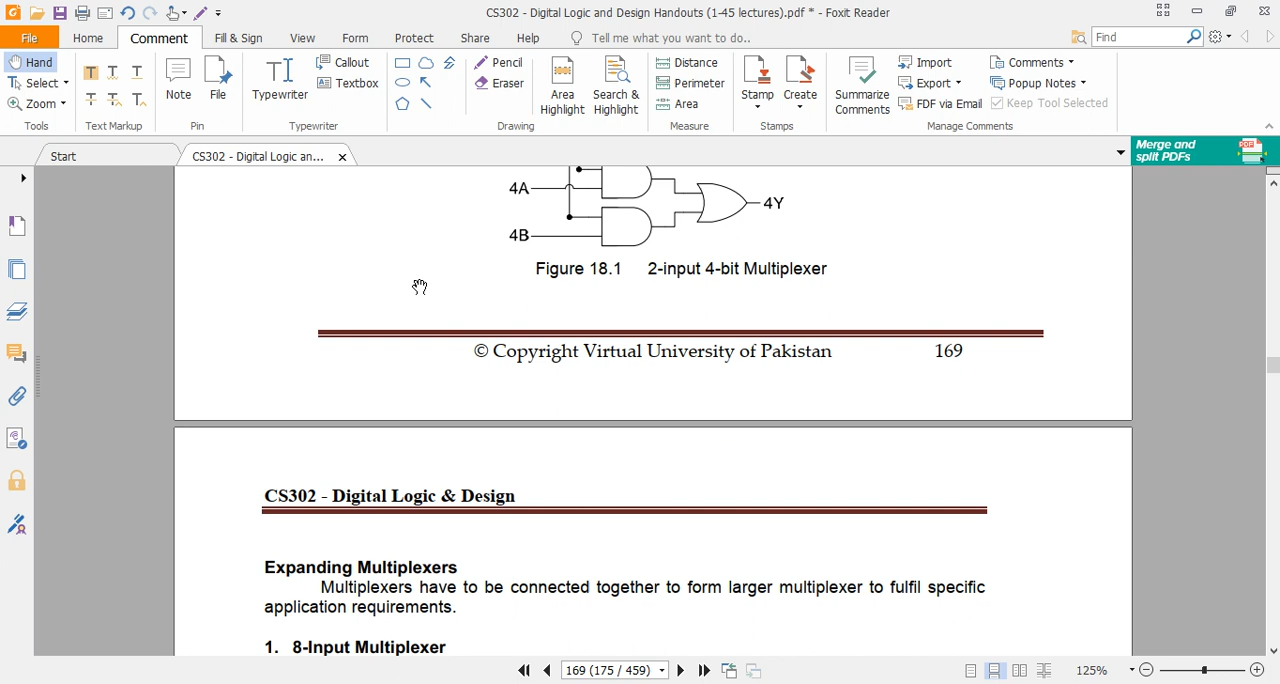 CS302 - Digital Logic and Design Handouts (1-45 lectures).pdf * - Foxit Reader
File Home Comment Fill & Sign View Form Protect Share Help Tell me what you want to do.. Find
Hand
Select
Zoom
Tools
Text Markup
Note
File
Pin
Typewriter
Callout
Textbox
Typewriter
Pencil
Eraser
Drawing
Area Highlight
Search & Highlight
Distance
Perimeter
Area
Measure
Stamp
Create
Stamps
Summarize Comments
Import
Export
FDF via Email
Comments
Popup Notes
Keep Tool Selected
Manage Comments
Start
CS302 - Digital Logic an...
Merge and
split PDFs
4A
4Y
4B
Figure 18.1 2-input 4-bit Multiplexer
© Copyright Virtual University of Pakistan 169
CS302 - Digital Logic & Design
Expanding Multiplexers
Multiplexers have to be connected together to form larger multiplexer to fulfil specific
application requirements.
1. 8-Input Multiplexer
169 (175 / 459)
125%